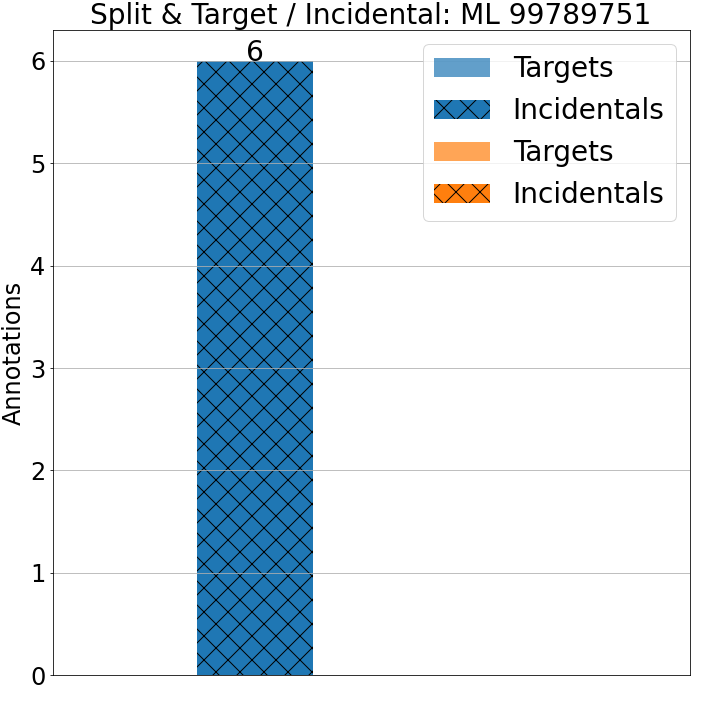 Split & Target / Incidental: ML 99789751
6
Targets
Incidentals
Targets
Incidentals
Annotations
6
5
4
3
2
1
0